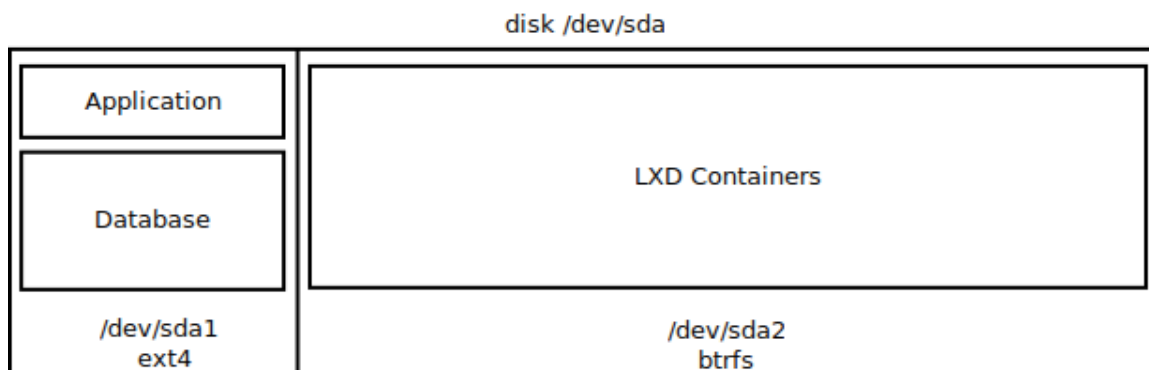 disk /dev/sda
Application
Database
LXD Containers
/dev/sda1
ext4
/dev/sda2
btrfs